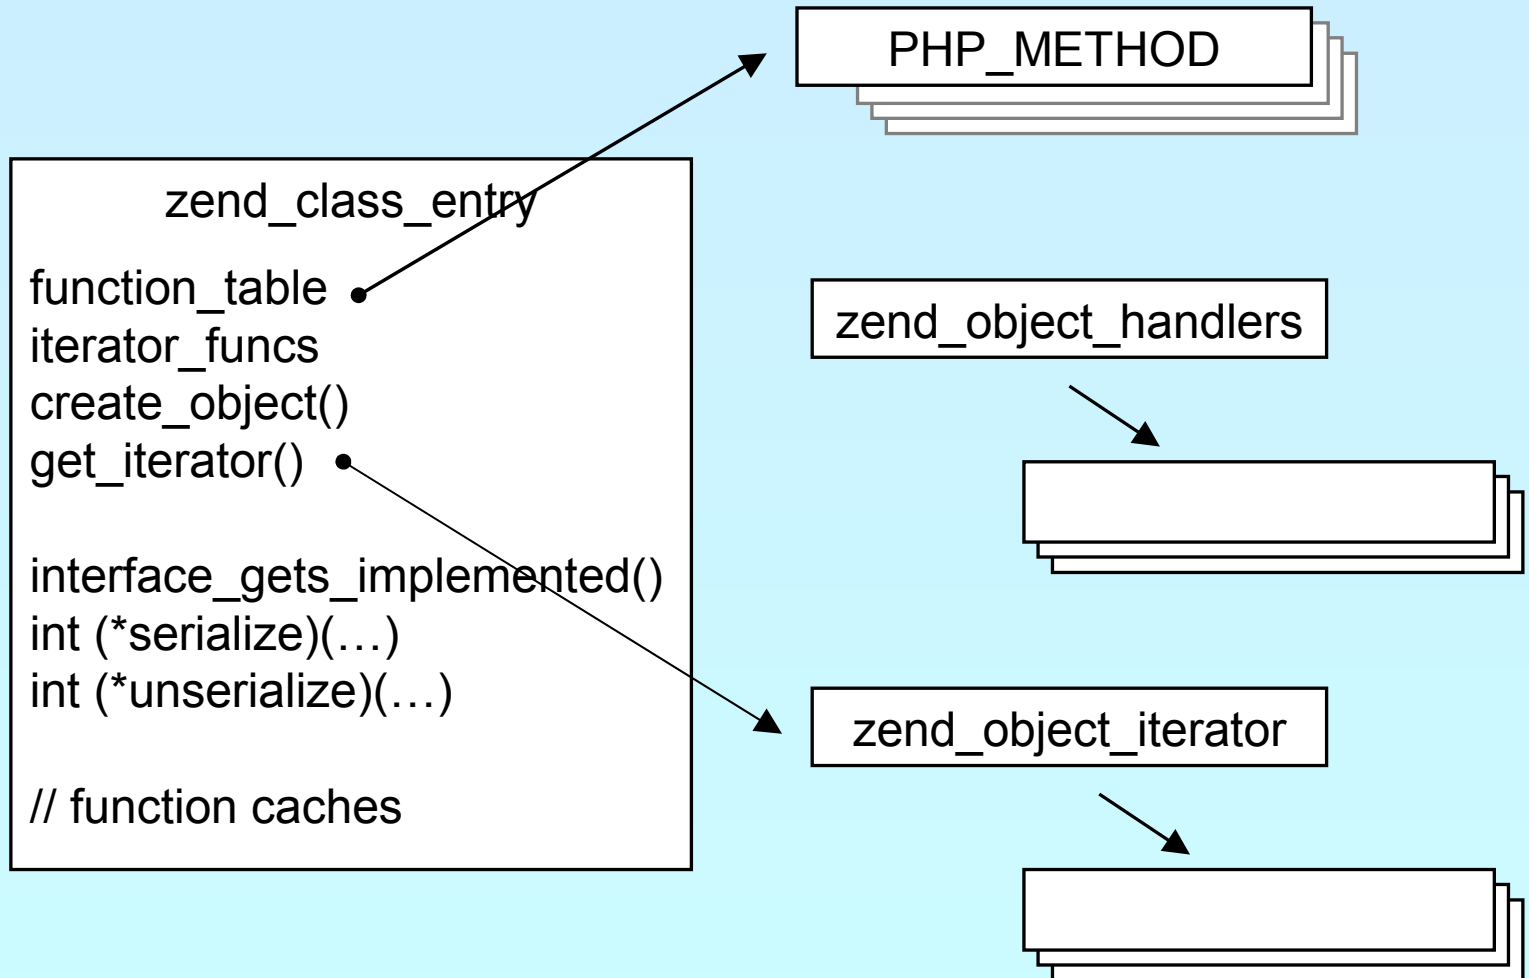 PHP_METHOD
zend_class_entry
function_table
iterator_funcs
create_object()
get_iterator()
interface_gets_implemented()
int (*serialize)(…)
int (*unserialize)(…)
// function caches
zend_object_handlers
zend_object_iterator